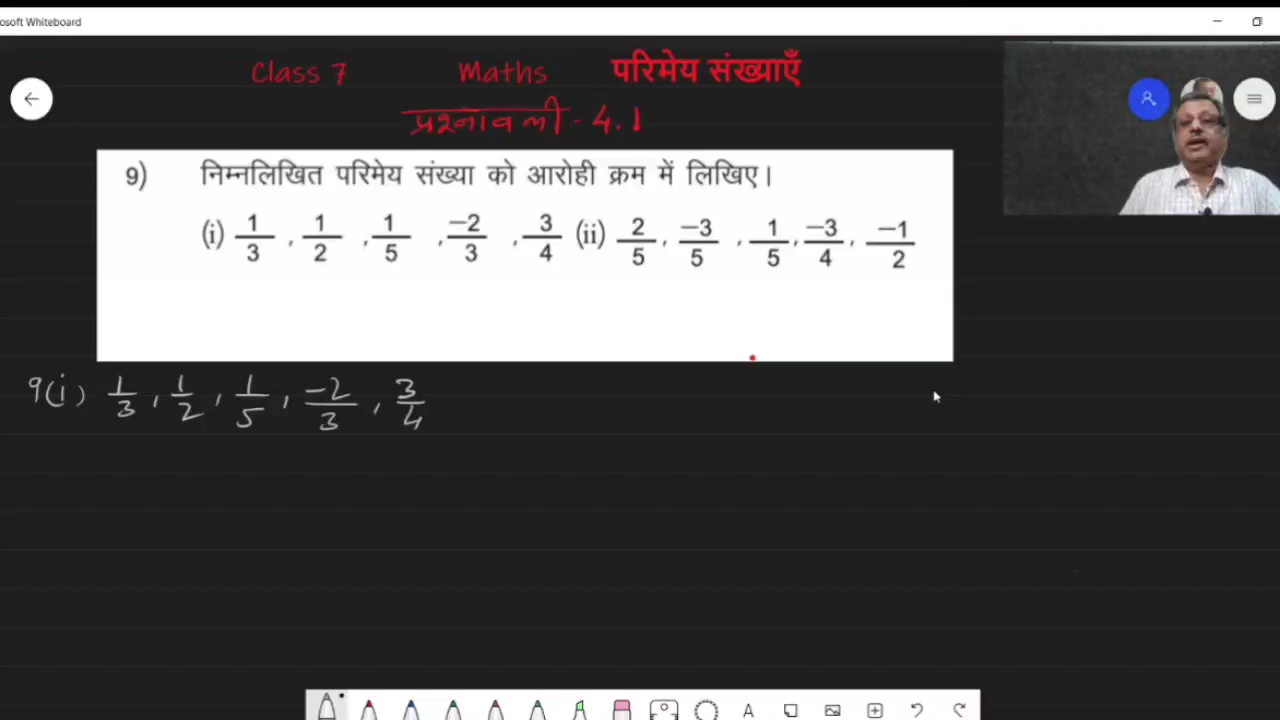 osoft Whiteboard
Class 7 Maths परिमेय संख्याएँ
प्रश्नावली - 4.1
9) निम्नलिखित परिमेय संख्या को आरोही क्रम में लिखिए।
(i) 1/3 , 1/2 , 1/5 , -2/3 , 3/4 (ii) 2/5 , -3/5 , 1/5 , -3/4 , -1/2
9(i) 1/3 , 1/2 , 1/5 , -2/3 , 3/4
A